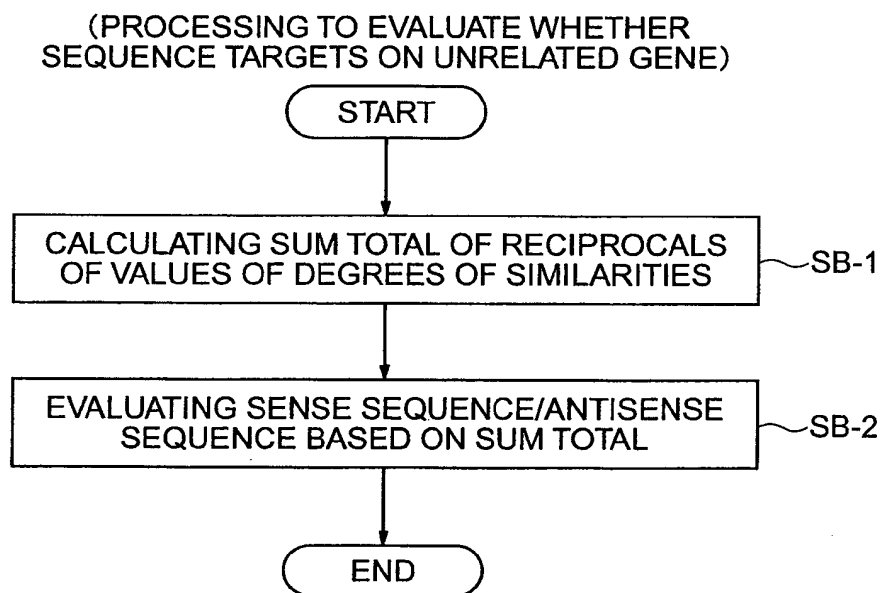 (PROCESSING TO EVALUATE WHETHER
SEQUENCE TARGETS ON UNRELATED GENE)
START
CALCULATING SUM TOTAL OF RECIPROCALS
OF VALUES OF DEGREES OF SIMILARITIES
SB-1
EVALUATING SENSE SEQUENCE/ANTISENSE
SEQUENCE BASED ON SUM TOTAL
SB-2
END